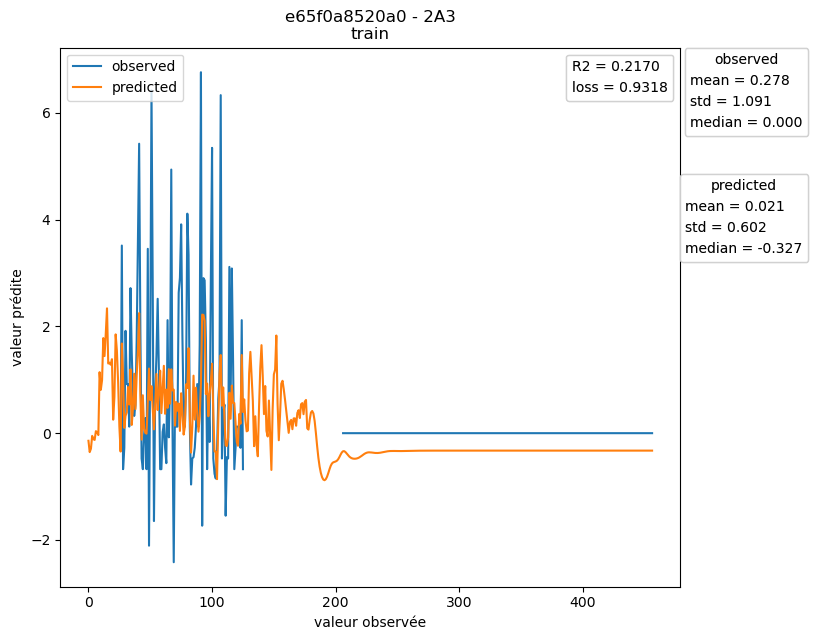 e65f0a8520a0 - 2A3
train
observed
predicted
R2 = 0.2170
loss = 0.9318
observed
mean = 0.278
std = 1.091
median = 0.000
predicted
mean = 0.021
std = 0.602
median = -0.327
valeur prédite
6
4
2
0
−2
0 100 200 300 400
valeur observée